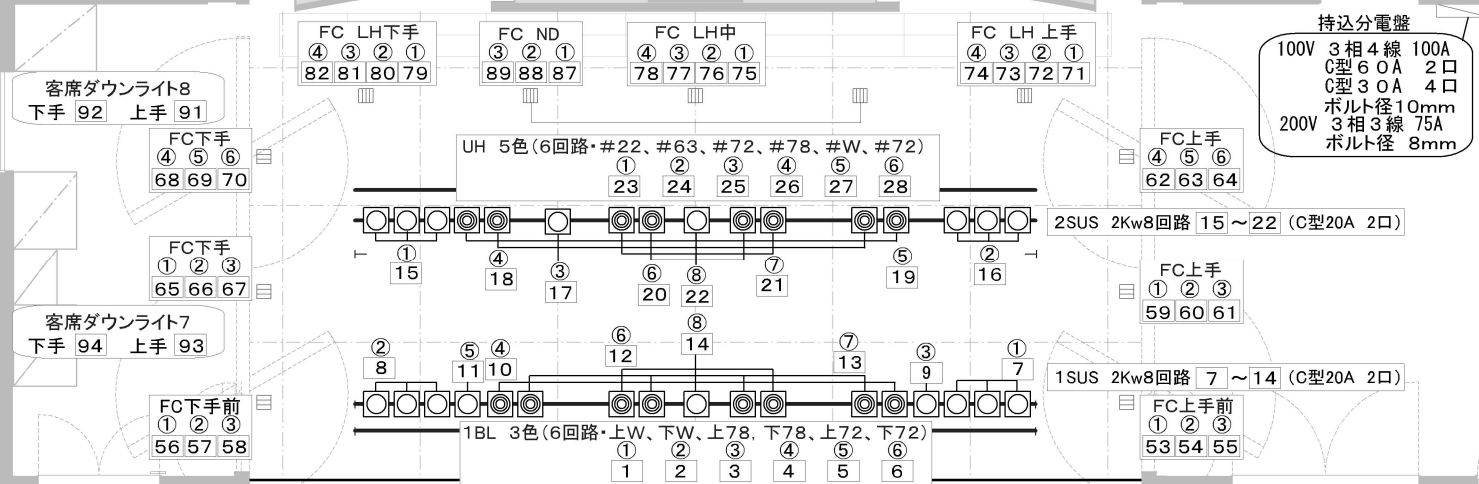 FC LH下手
④ ③ ② ①
82 81 80 79
FC ND
③ ② ①
89 88 87
FC LH中
④ ③ ② ①
78 77 76 75
FC LH 上手
④ ③ ② ①
74 73 72 71
持込分電盤
100V 3相4線 100A
C型60A 2口
C型30A 4口
ボルト径10mm
200V 3相3線 75A
ボルト径 8mm
客席ダウンライト8
下手 92 上手 91
FC下手
④ ⑤ ⑥
68 69 70
UH 5色(6回路・#22、#63、#72、#78、#W、#72)
① ② ③ ④ ⑤ ⑥
23 24 25 26 27 28
FC上手
④ ⑤ ⑥
62 63 64
2SUS 2Kw8回路 15~22 (C型20A 2口)
① ④ ③ ⑥ ⑧ ⑦ ⑤ ②
15 18 17 20 22 21 19 16
FC下手
① ② ③
65 66 67
FC上手
① ② ③
59 60 61
客席ダウンライト7
下手 94 上手 93
② ⑤ ④ ⑥ ⑧ ⑦ ③ ①
8 11 10 12 14 13 9 7
1SUS 2Kw8回路 7~14 (C型20A 2口)
FC下手前
① ② ③
56 57 58
1BL 3色(6回路・上W、下W、上78, 下78、上72、下72)
① ② ③ ④ ⑤ ⑥
1 2 3 4 5 6
FC上手前
① ② ③
53 54 55